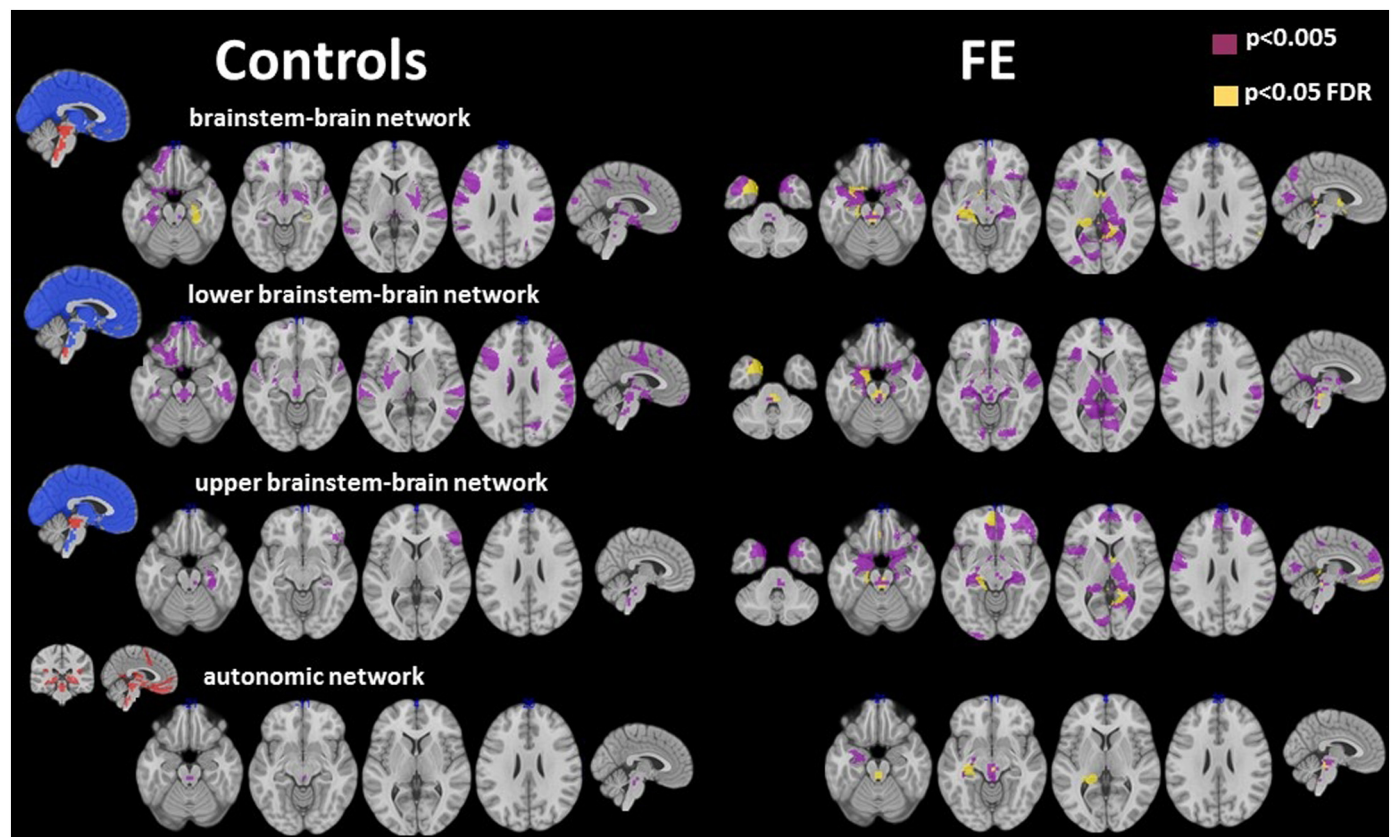 Controls
FE
p<0.005
p<0.05 FDR
brainstem-brain network
lower brainstem-brain network
upper brainstem-brain network
autonomic network